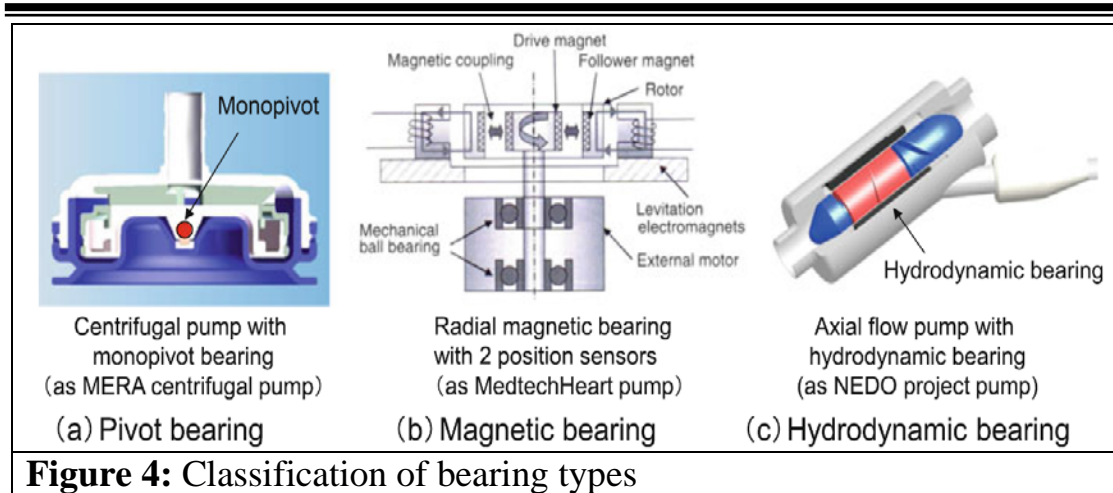 Monopivot
Centrifugal pump with
monopivot bearing
(as MERA centrifugal pump)
(a) Pivot bearing
Drive magnet
Magnetic coupling
Follower magnet
Rotor
Mechanical
ball bearing
Levitation
electromagnets
External motor
Radial magnetic bearing
with 2 position sensors
(as MedtechHeart pump)
(b) Magnetic bearing
Hydrodynamic bearing
Axial flow pump with
hydrodynamic bearing
(as NEDO project pump)
(c) Hydrodynamic bearing
Figure 4: Classification of bearing types